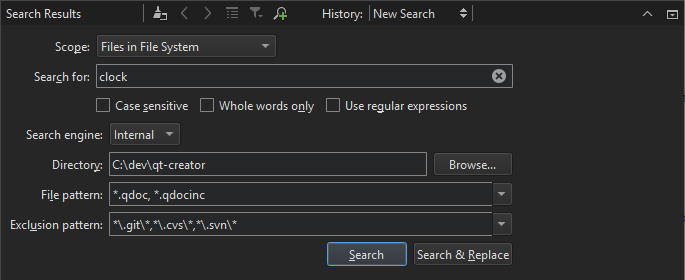 Search Results History: New Search
Scope: Files in File System
Search for: clock
Case sensitive Whole words only Use regular expressions
Search engine: Internal
Directory: C:\dev\qt-creator Browse...
File pattern: *.qdoc, *.qdocinc
Exclusion pattern: *\.git\*,*\.cvs\*,*\.svn\*
Search Search & Replace